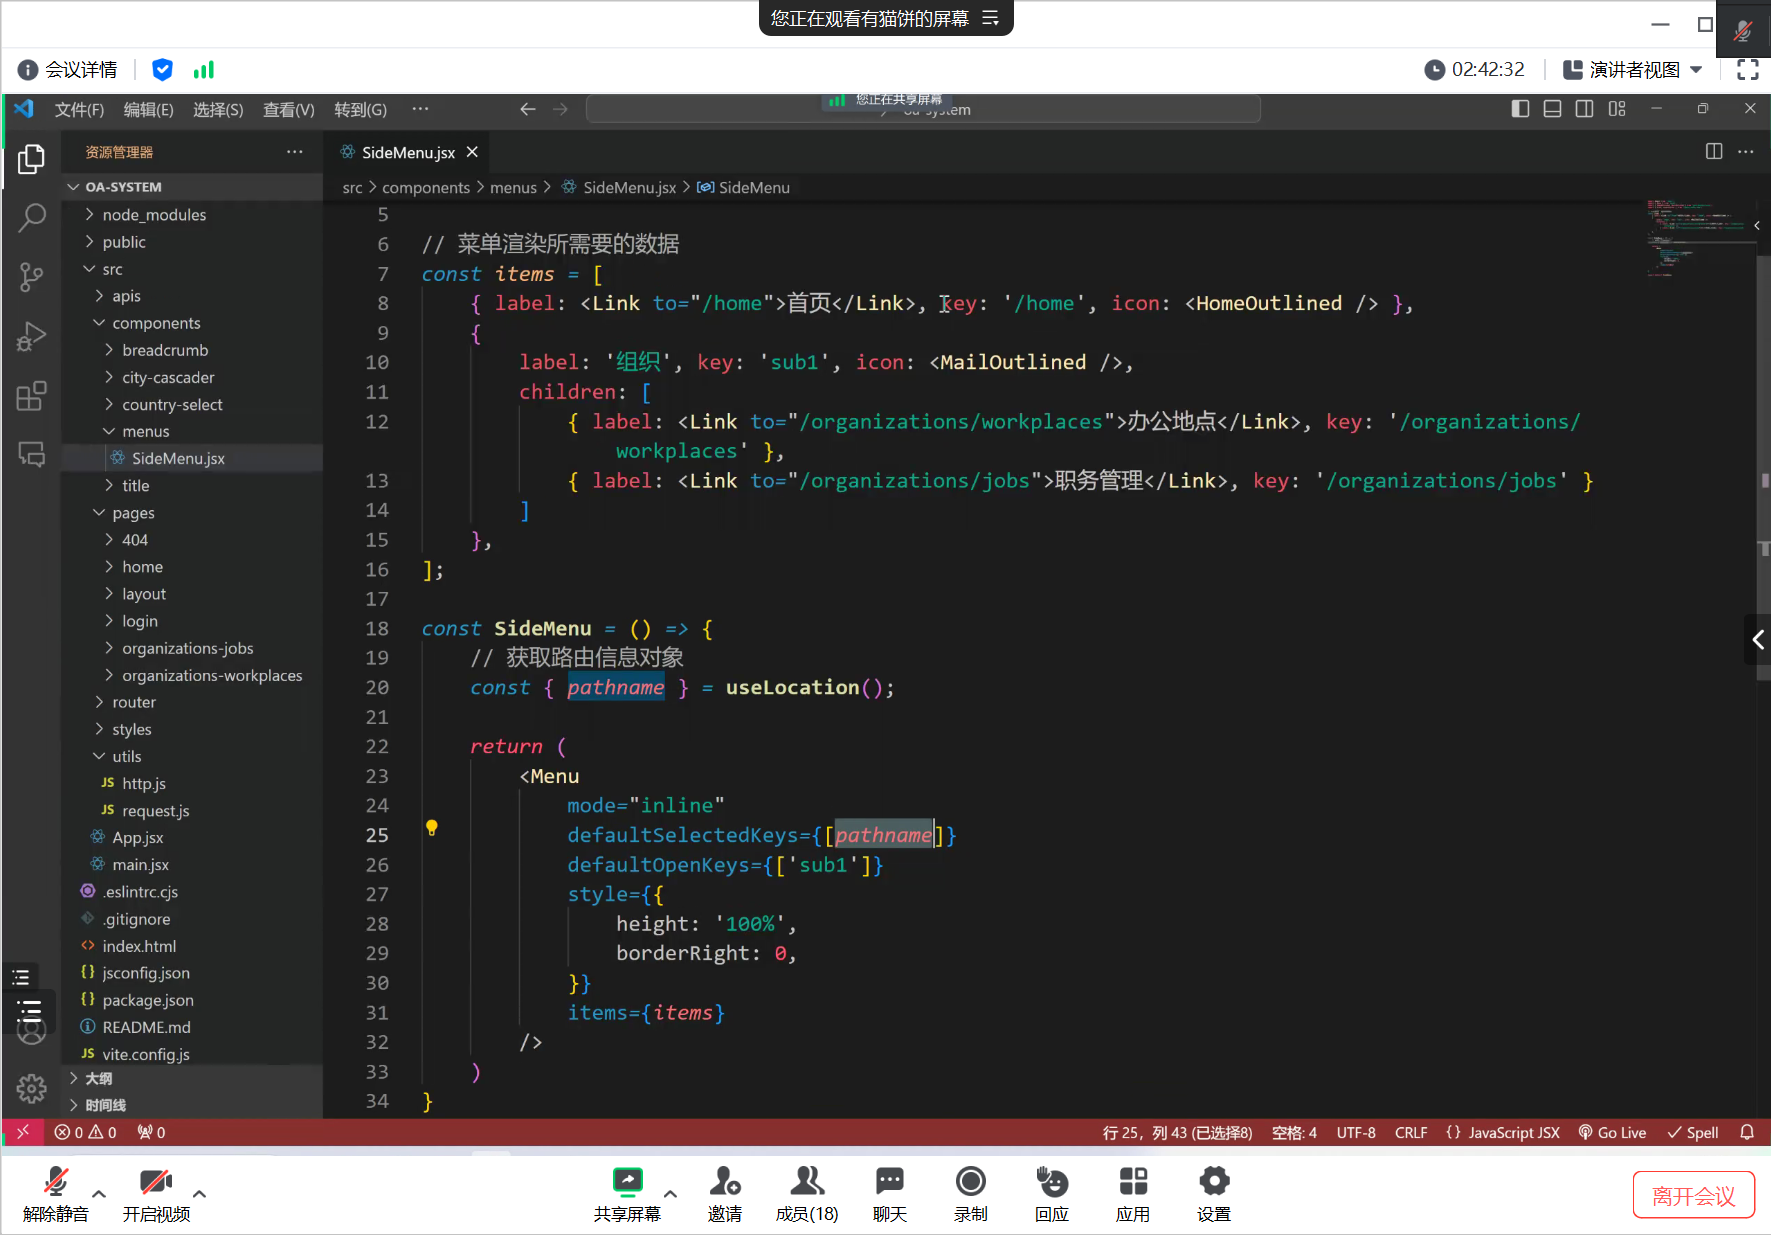 您正在观看有猫饼的屏幕
会议详情
02:42:32
演讲者视图
文件(F) 编辑(E) 选择(S) 查看(V) 转到(G) ···
您正在共享屏幕
oa-system
资源管理器
SideMenu.jsx
OA-SYSTEM
src > components > menus > SideMenu.jsx > SideMenu
node_modules
public
src
apis
components
breadcrumb
city-cascader
country-select
menus
SideMenu.jsx
title
pages
404
home
layout
login
organizations-jobs
organizations-workplaces
router
styles
utils
JS http.js
JS request.js
App.jsx
main.jsx
.eslintrc.cjs
.gitignore
index.html
{} jsconfig.json
{} package.json
README.md
JS vite.config.js
大纲
时间线
5
6 // 菜单渲染所需要的数据
7 const items = [
8 { label: <Link to="/home">首页</Link>, key: '/home', icon: <HomeOutlined /> },
9 {
10 label: '组织', key: 'sub1', icon: <MailOutlined />,
11 children: [
12 { label: <Link to="/organizations/workplaces">办公地点</Link>, key: '/organizations/
workplaces' },
13 { label: <Link to="/organizations/jobs">职务管理</Link>, key: '/organizations/jobs' }
14 ]
15 },
16 ];
17
18 const SideMenu = () => {
19 // 获取路由信息对象
20 const { pathname } = useLocation();
21
22 return (
23 <Menu
24 mode="inline"
25 defaultSelectedKeys={[pathname]}
26 defaultOpenKeys={['sub1']}
27 style={{
28 height: '100%',
29 borderRight: 0,
30 }}
31 items={items}
32 />
33 )
34 }
0 0 0
行 25，列 43 (已选择8) 空格: 4 UTF-8 CRLF {} JavaScript JSX Go Live Spell
解除静音
开启视频
共享屏幕
邀请
成员(18)
聊天
录制
回应
应用
设置
离开会议